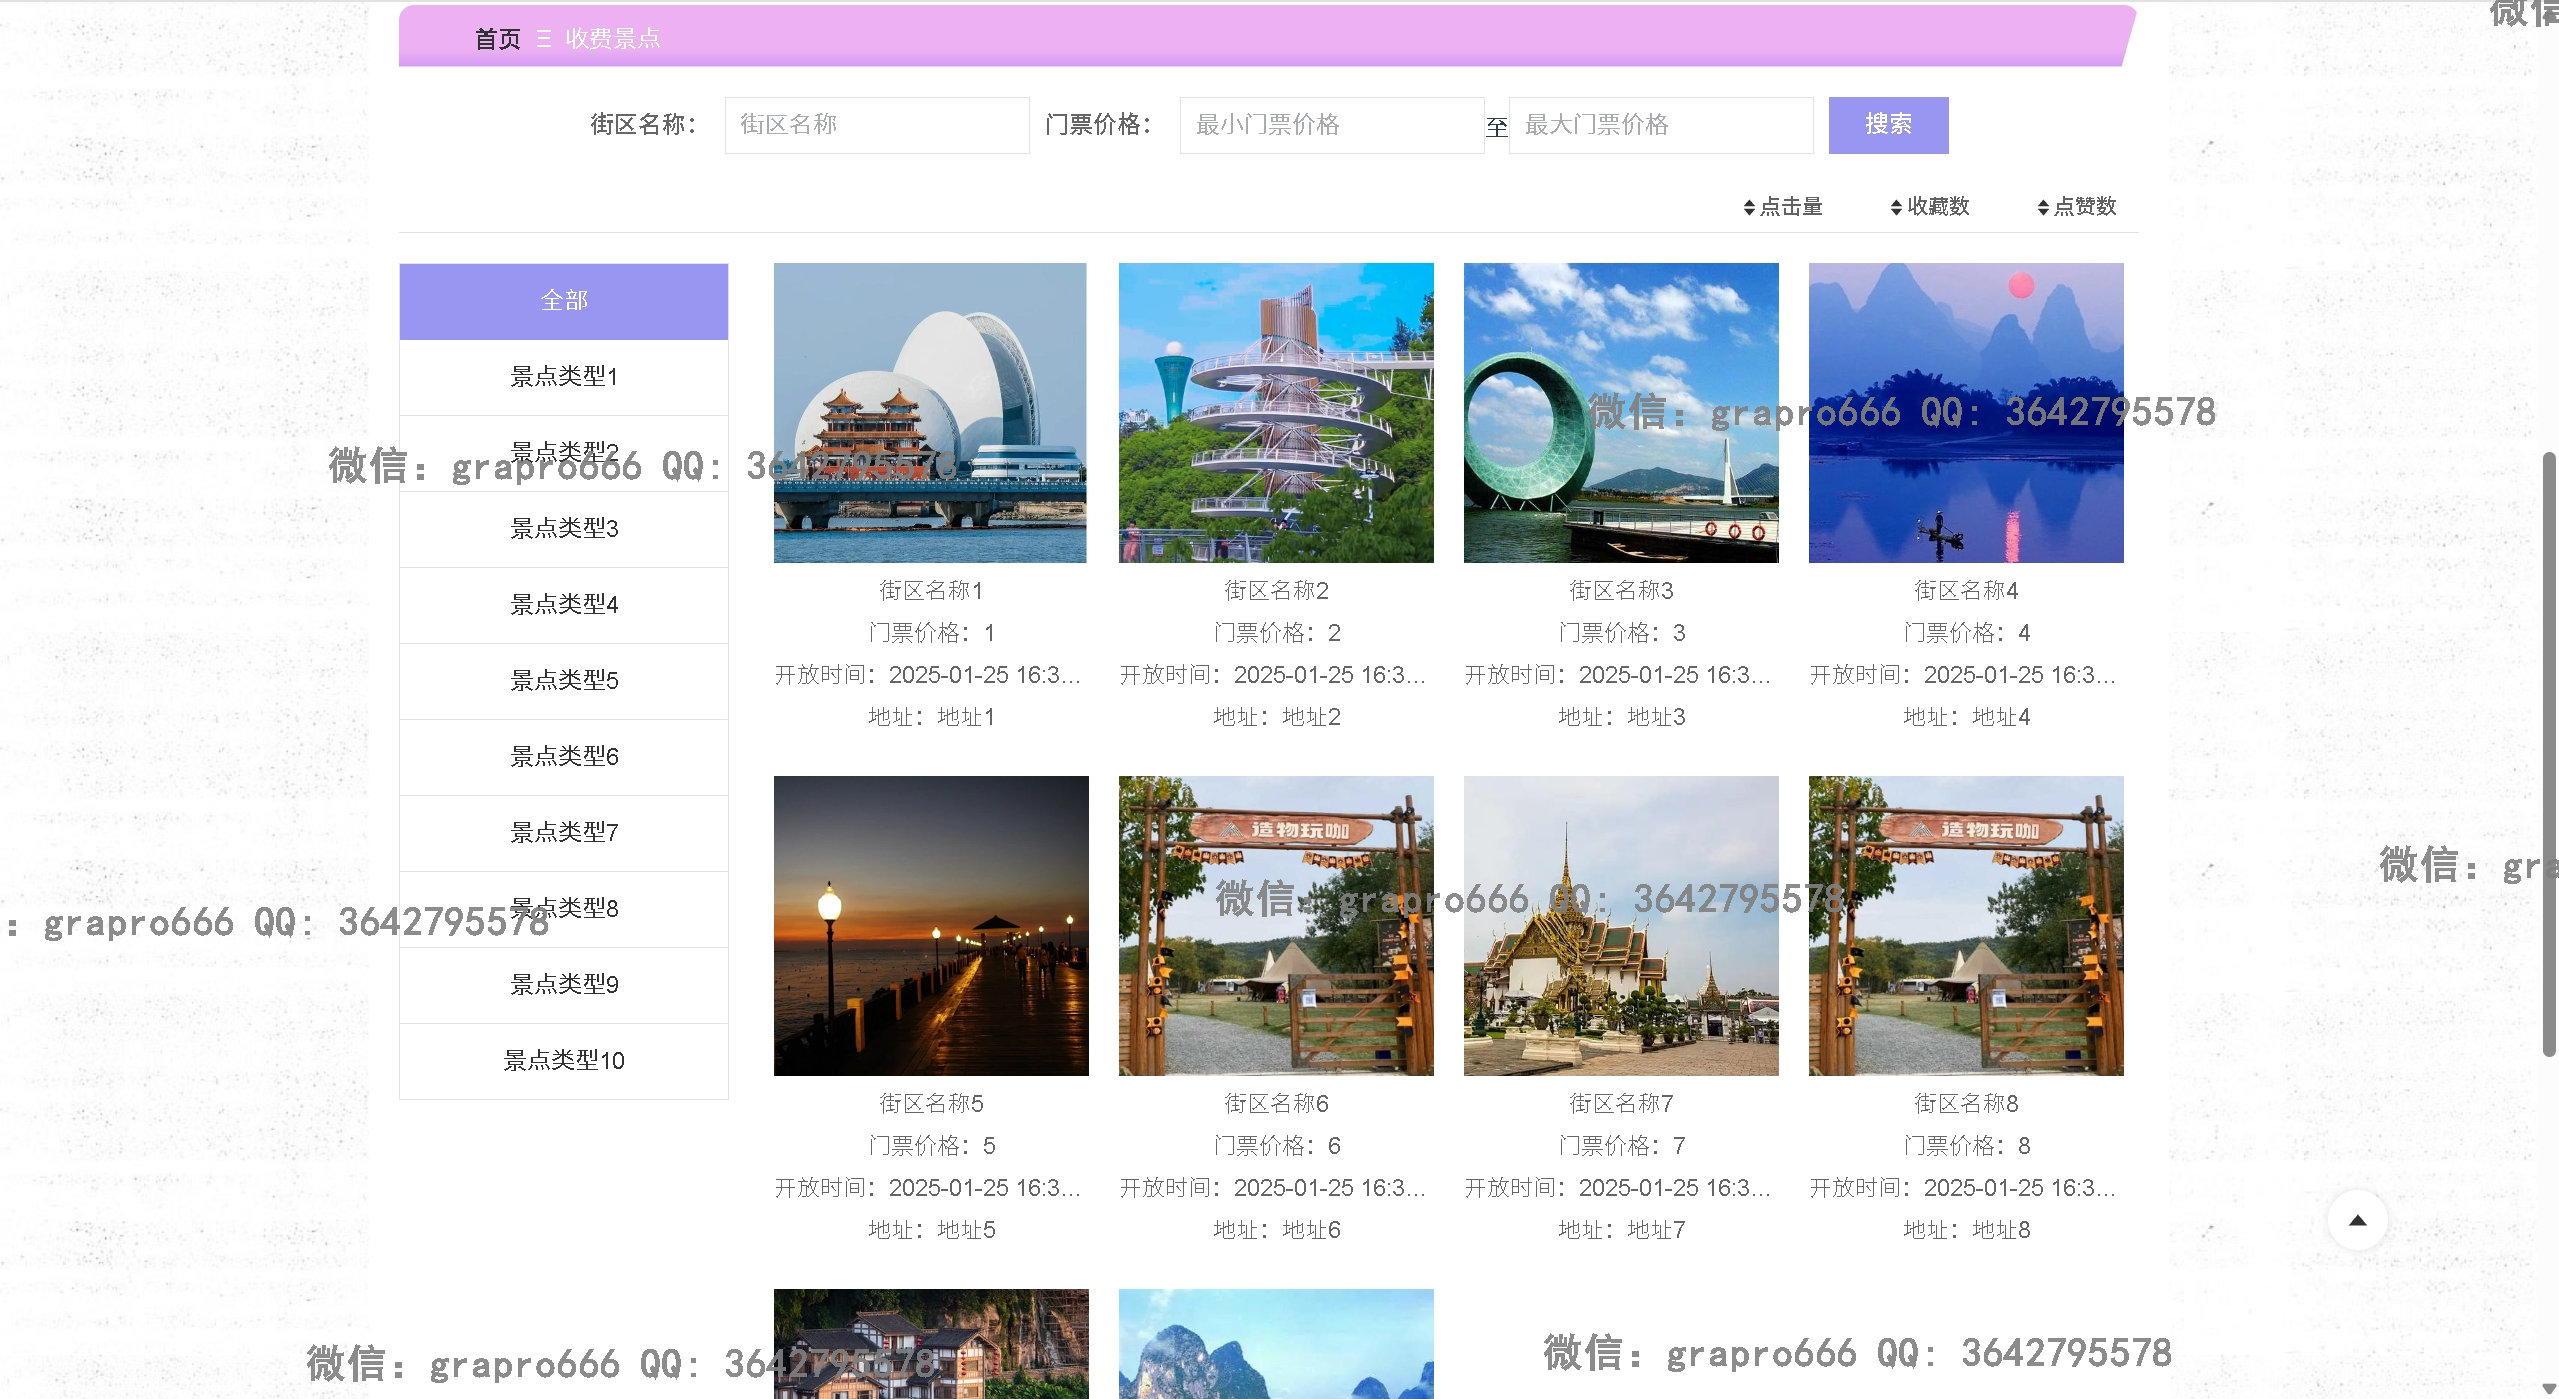 首页 收费景点
街区名称： 街区名称 门票价格： 最小门票价格 至 最大门票价格 搜索
点击量 收藏数 点赞数
全部
景点类型1
景点类型2
景点类型3
景点类型4
景点类型5
景点类型6
景点类型7
景点类型8
景点类型9
景点类型10
街区名称1
门票价格：1
开放时间：2025-01-25 16:3...
地址：地址1
街区名称2
门票价格：2
开放时间：2025-01-25 16:3...
地址：地址2
街区名称3
门票价格：3
开放时间：2025-01-25 16:3...
地址：地址3
街区名称4
门票价格：4
开放时间：2025-01-25 16:3...
地址：地址4
街区名称5
门票价格：5
开放时间：2025-01-25 16:3...
地址：地址5
造物玩咖
街区名称6
门票价格：6
开放时间：2025-01-25 16:3...
地址：地址6
街区名称7
门票价格：7
开放时间：2025-01-25 16:3...
地址：地址7
造物玩咖
街区名称8
门票价格：8
开放时间：2025-01-25 16:3...
地址：地址8
微信
微信：grapro666 QQ: 3642795578
微信：grapro666 QQ: 3642795578
微信：gra
微信：grapro666 QQ: 3642795578
：grapro666 QQ: 3642795578
微信：grapro666 QQ: 3642795578
微信：grapro666 QQ: 3642795578